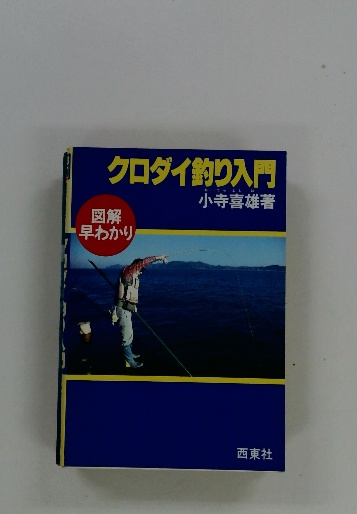 クロダイ釣り入門
小寺喜雄著
図解
早わかり
西東社